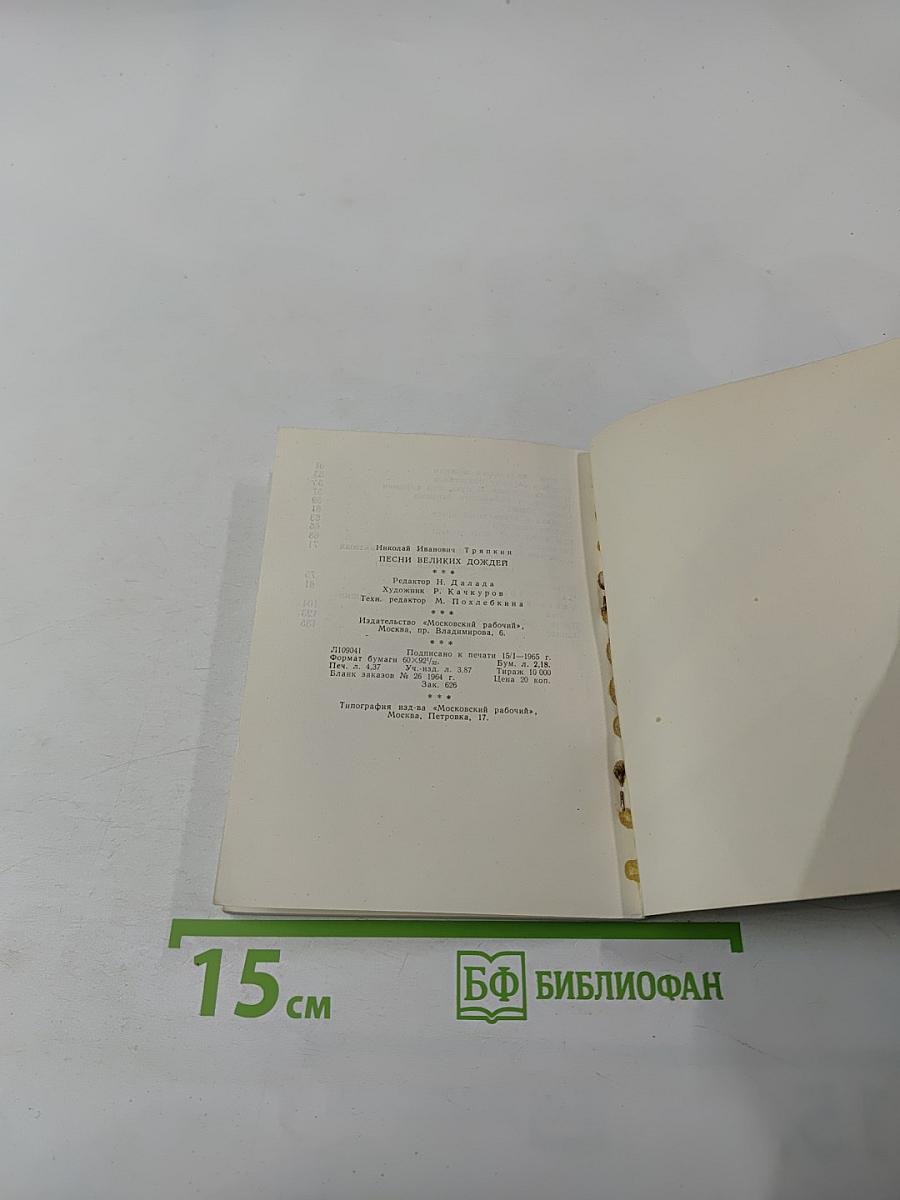 Николай Иванович Тряпкин
ПЕСНИ ВЕЛИКИХ ДОЖДЕЙ
* * *
Редактор Н. Далада
Художник Р. Качкуров
Техн. редактор М. Похлебкина
* * *
Издательство «Московский рабочий»,
Москва, пр. Владимирова, 6.
* * *
Л109041 Подписано к печати 15/I—1965 г.
Формат бумаги 60×92¹/₃₂. Бум. л. 2,18.
Печ. л. 4,37 Уч.-изд. л. 3,87 Тираж 10 000
Бланк заказов № 26 1964 г. Цена 20 коп.
Зак. 626
* * *
Типография изд-ва «Московский рабочий»,
Москва, Петровка, 17.
15 см
БФ БИБЛИОФАН